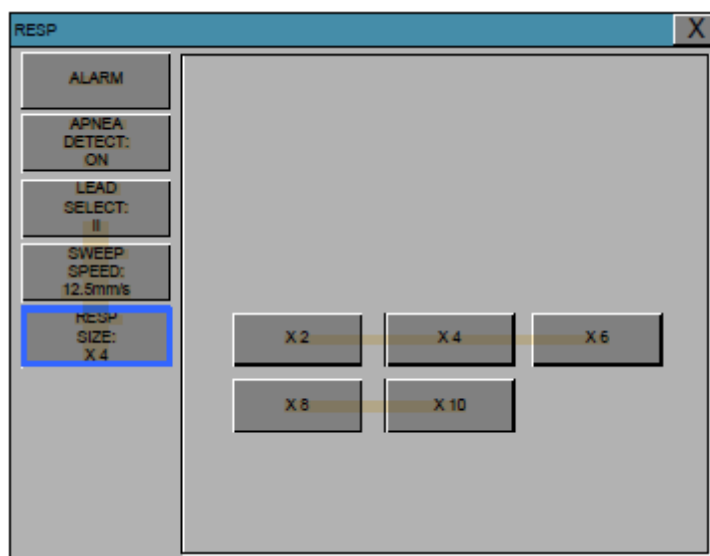 RESP
X
ALARM
APNEA
DETECT:
ON
LEAD
SELECT:
II
SWEEP
SPEED:
12.5mm/s
RESP
SIZE:
X 4
X 2
X 4
X 6
X 8
X 10